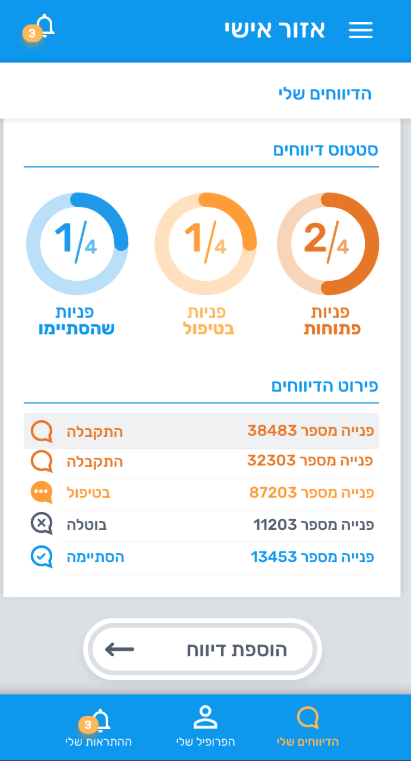 3
אזור אישי
הדיווחים שלי
סטטוס דיווחים
2/4
1/4
1/4
פניות
פתוחות
פניות
בטיפול
פניות
שהסתיימו
פירוט הדיווחים
פנייה מספר 38483 התקבלה
פנייה מספר 32303 התקבלה
פנייה מספר 87203 בטיפול
פנייה מספר 11203 בוטלה
פנייה מספר 13453 הסתיימה
הוספת דיווח
3
הדיווחים שלי
הפרופיל שלי
ההתראות שלי